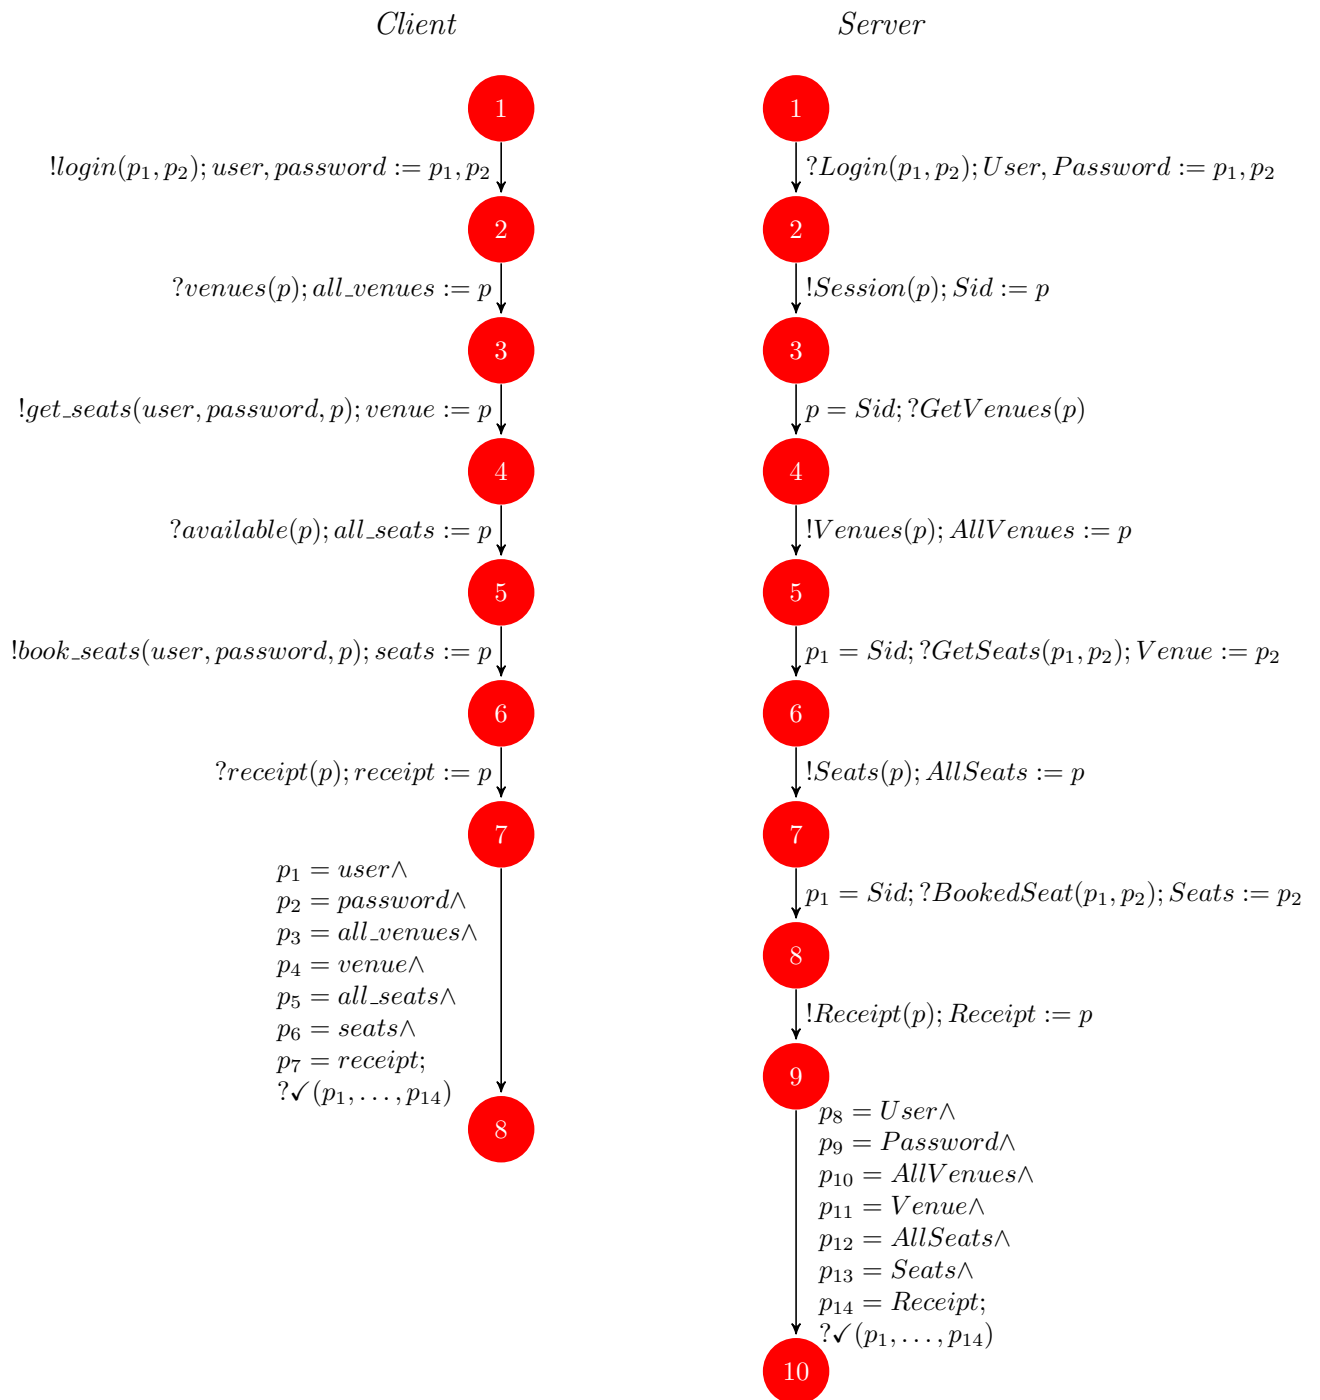 Client
1
!login(p₁, p₂); user, password := p₁, p₂
2
?venues(p); all_venues := p
3
!get_seats(user, password, p); venue := p
4
?available(p); all_seats := p
5
!book_seats(user, password, p); seats := p
6
?receipt(p); receipt := p
7
p₁ = user∧
p₂ = password∧
p₃ = all_venues∧
p₄ = venue∧
p₅ = all_seats∧
p₆ = seats∧
p₇ = receipt;
?✓(p₁, . . . , p₁₄)
8
Server
1
?Login(p₁, p₂); User, Password := p₁, p₂
2
!Session(p); Sid := p
3
p = Sid; ?GetVenues(p)
4
!Venues(p); AllVenues := p
5
p₁ = Sid; ?GetSeats(p₁, p₂); Venue := p₂
6
!Seats(p); AllSeats := p
7
p₁ = Sid; ?BookedSeat(p₁, p₂); Seats := p₂
8
!Receipt(p); Receipt := p
9
p₈ = User∧
p₉ = Password∧
p₁₀ = AllVenues∧
p₁₁ = Venue∧
p₁₂ = AllSeats∧
p₁₃ = Seats∧
p₁₄ = Receipt;
?✓(p₁, . . . , p₁₄)
10